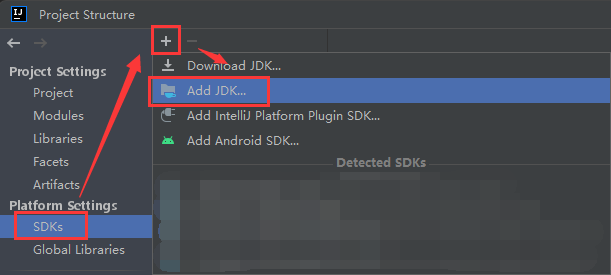 IJ Project Structure
Project Settings
Project
Modules
Libraries
Facets
Artifacts
Platform Settings
SDKs
Global Libraries
Download JDK...
Add JDK...
Add IntelliJ Platform Plugin SDK...
Add Android SDK...
Detected SDKs